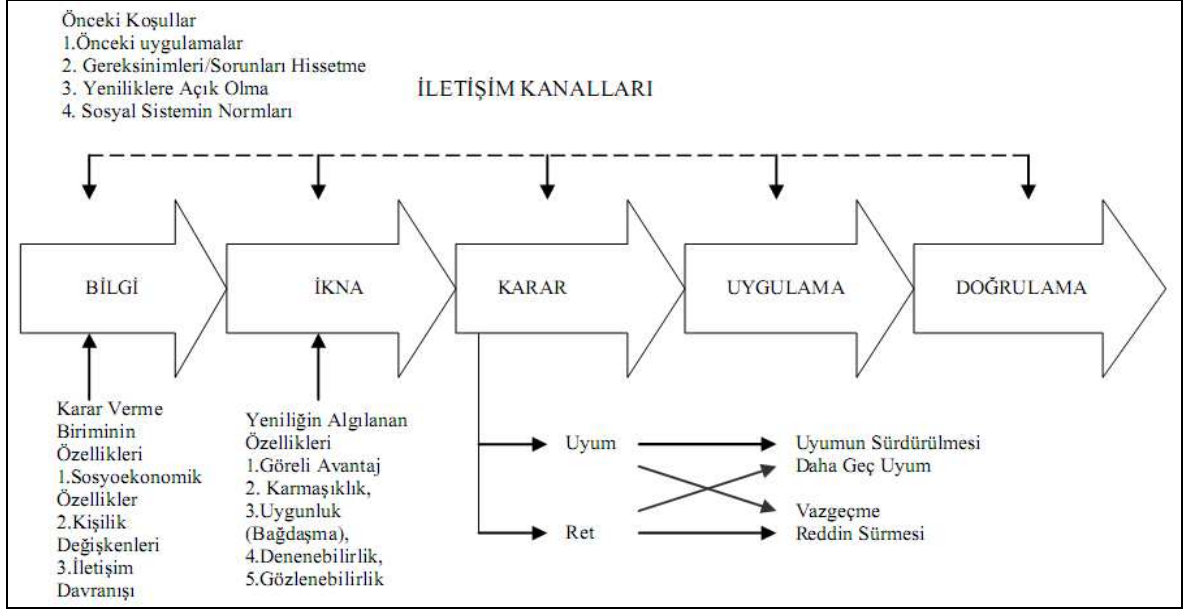 Önceki Koşullar
1.Önceki uygulamalar
2. Gereksinimleri/Sorunları Hissetme
3. Yeniliklere Açık Olma
4. Sosyal Sistemin Normları
İLETİŞİM KANALLARI
BİLGİ
İKNA
KARAR
UYGULAMA
DOĞRULAMA
Karar Verme
Biriminin
Özellikleri
1.Sosyoekonomik
Özellikler
2.Kişilik
Değişkenleri
3.İletişim
Davranışı
Yeniliğin Algılanan
Özellikleri
1.Göreli Avantaj
2. Karmaşıklık,
3.Uygunluk
(Bağdaşma),
4.Denenebilirlik,
5.Gözlenebilirlik
Uyum
Ret
Uyumun Sürdürülmesi
Daha Geç Uyum
Vazgeçme
Reddin Sürmesi